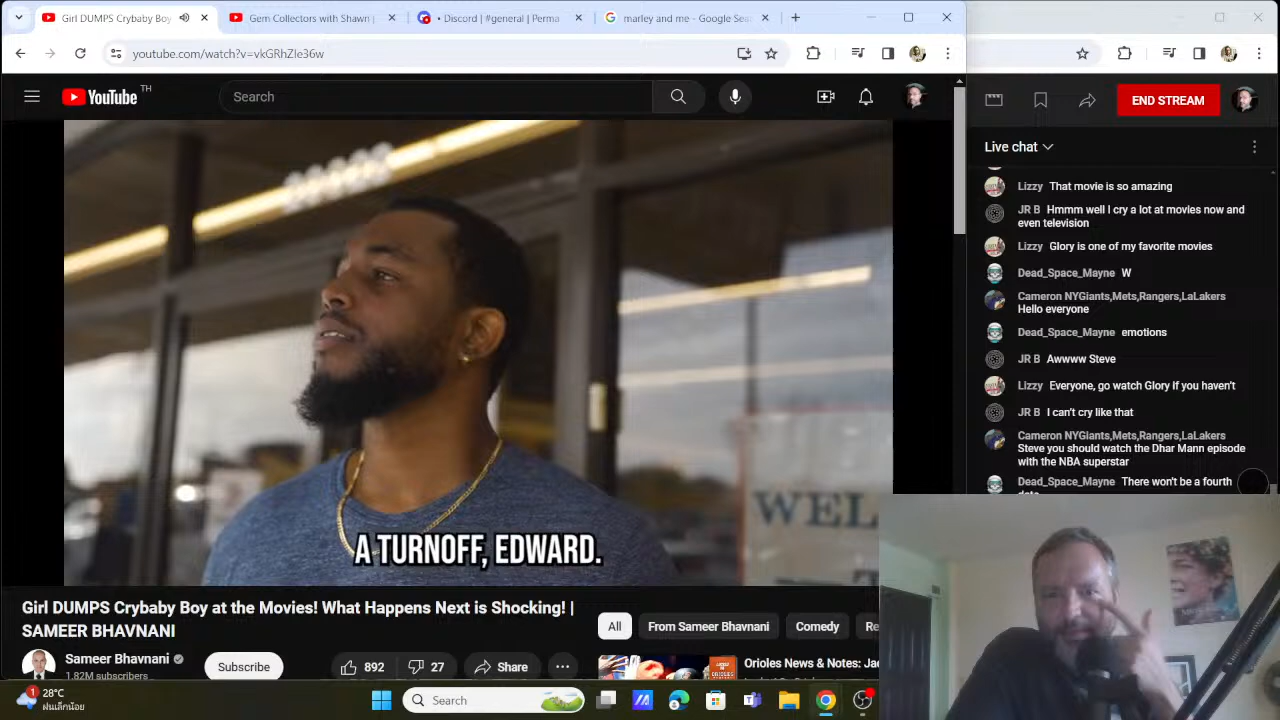 Girl DUMPS Crybaby Boy
Gem Collectors with Shawn
• Discord | #general | Perma
marley and me - Google Sea
youtube.com/watch?v=vkGRhZIe36w
YouTube
TH
Search
END STREAM
Live chat
Lizzy That movie is so amazing
JR B Hmmm well I cry a lot at movies now and
even television
Lizzy Glory is one of my favorite movies
Dead_Space_Mayne W
Cameron NYGiants,Mets,Rangers,LaLakers
Hello everyone
Dead_Space_Mayne emotions
JR B Awwww Steve
Lizzy Everyone, go watch Glory If you haven't
JR B I can't cry like that
Cameron NYGiants,Mets,Rangers,LaLakers
Steve you should watch the Dhar Mann episode
with the NBA superstar
Dead_Space_Mayne There won't be a fourth
WEL
A TURNOFF, EDWARD.
Girl DUMPS Crybaby Boy at the Movies! What Happens Next is Shocking! |
SAMEER BHAVNANI
All
From Sameer Bhavnani
Comedy
Re
Sameer Bhavnani
1.82M subscribers
Subscribe
892
27
Share
Orioles News & Notes: Ja
1
28°C
ฝนเล็กน้อย
Search